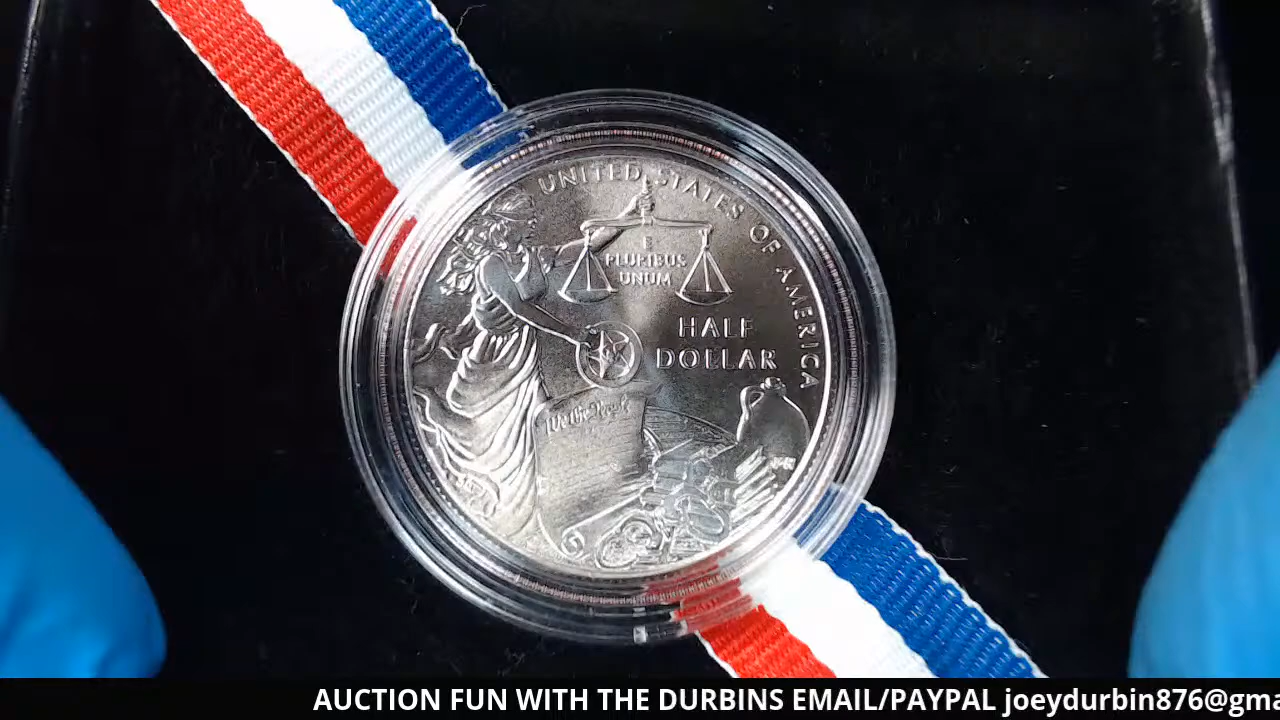 UNITED STATES OF AMERICA
E
PLURIBUS
UNUM
HALF
DOLLAR
We the People
AUCTION FUN WITH THE DURBINS EMAIL/PAYPAL joeydurbin876@gma